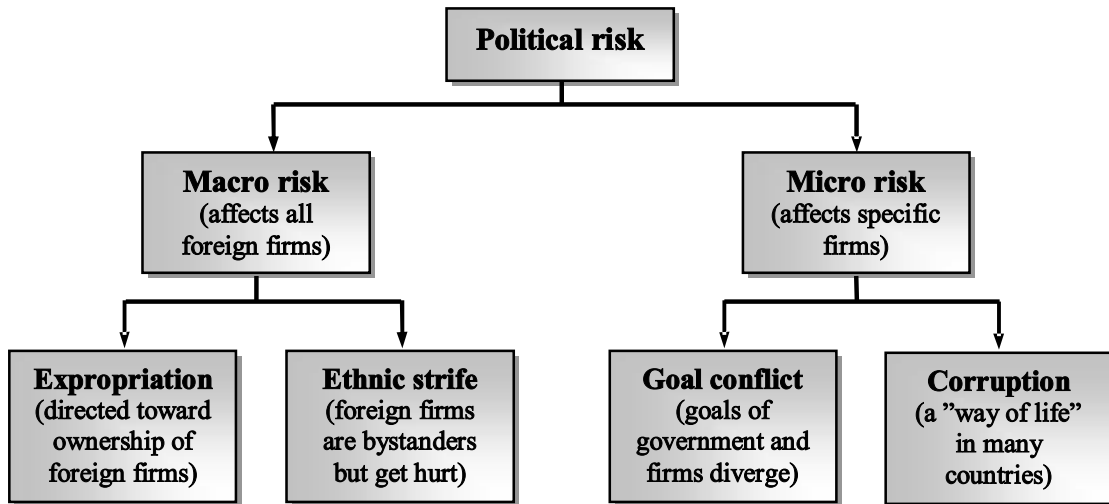 Political risk
Macro risk
(affects all
foreign firms)
Micro risk
(affects specific
firms)
Expropriation
(directed toward
ownership of
foreign firms)
Ethnic strife
(foreign firms
are bystanders
but get hurt)
Goal conflict
(goals of
government and
firms diverge)
Corruption
(a ”way of life”
in many
countries)